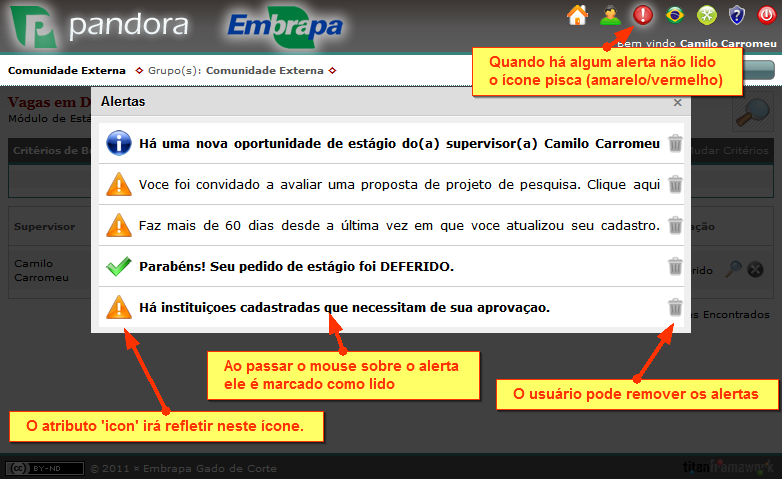 pandora
Embrapa
Bem vindo Camilo Carromeu
Quando há algum alerta não lido
o ícone pisca (amarelo/vermelho)
Comunidade Externa Grupo(s): Comunidade Externa
Vagas em D
Módulo de Está
Alertas
Critérios de B
Mudar Critérios
Há uma nova oportunidade de estágio do(a) supervisor(a) Camilo Carromeu
Voce foi convidado a avaliar uma proposta de projeto de pesquisa. Clique aqui
Faz mais de 60 dias desde a última vez em que voce atualizou seu cadastro.
Supervisor
ação
Parabéns! Seu pedido de estágio foi DEFERIDO.
Camilo
Carromeu
rido
Há instituiçoes cadastradas que necessitam de sua aprovaçao.
s Encontrados
Ao passar o mouse sobre o alerta
ele é marcado como lido
O usuário pode remover os alertas
O atributo 'icon' irá refletir neste ícone.
CC BY-ND © 2011 ¤ Embrapa Gado de Corte
titan framework